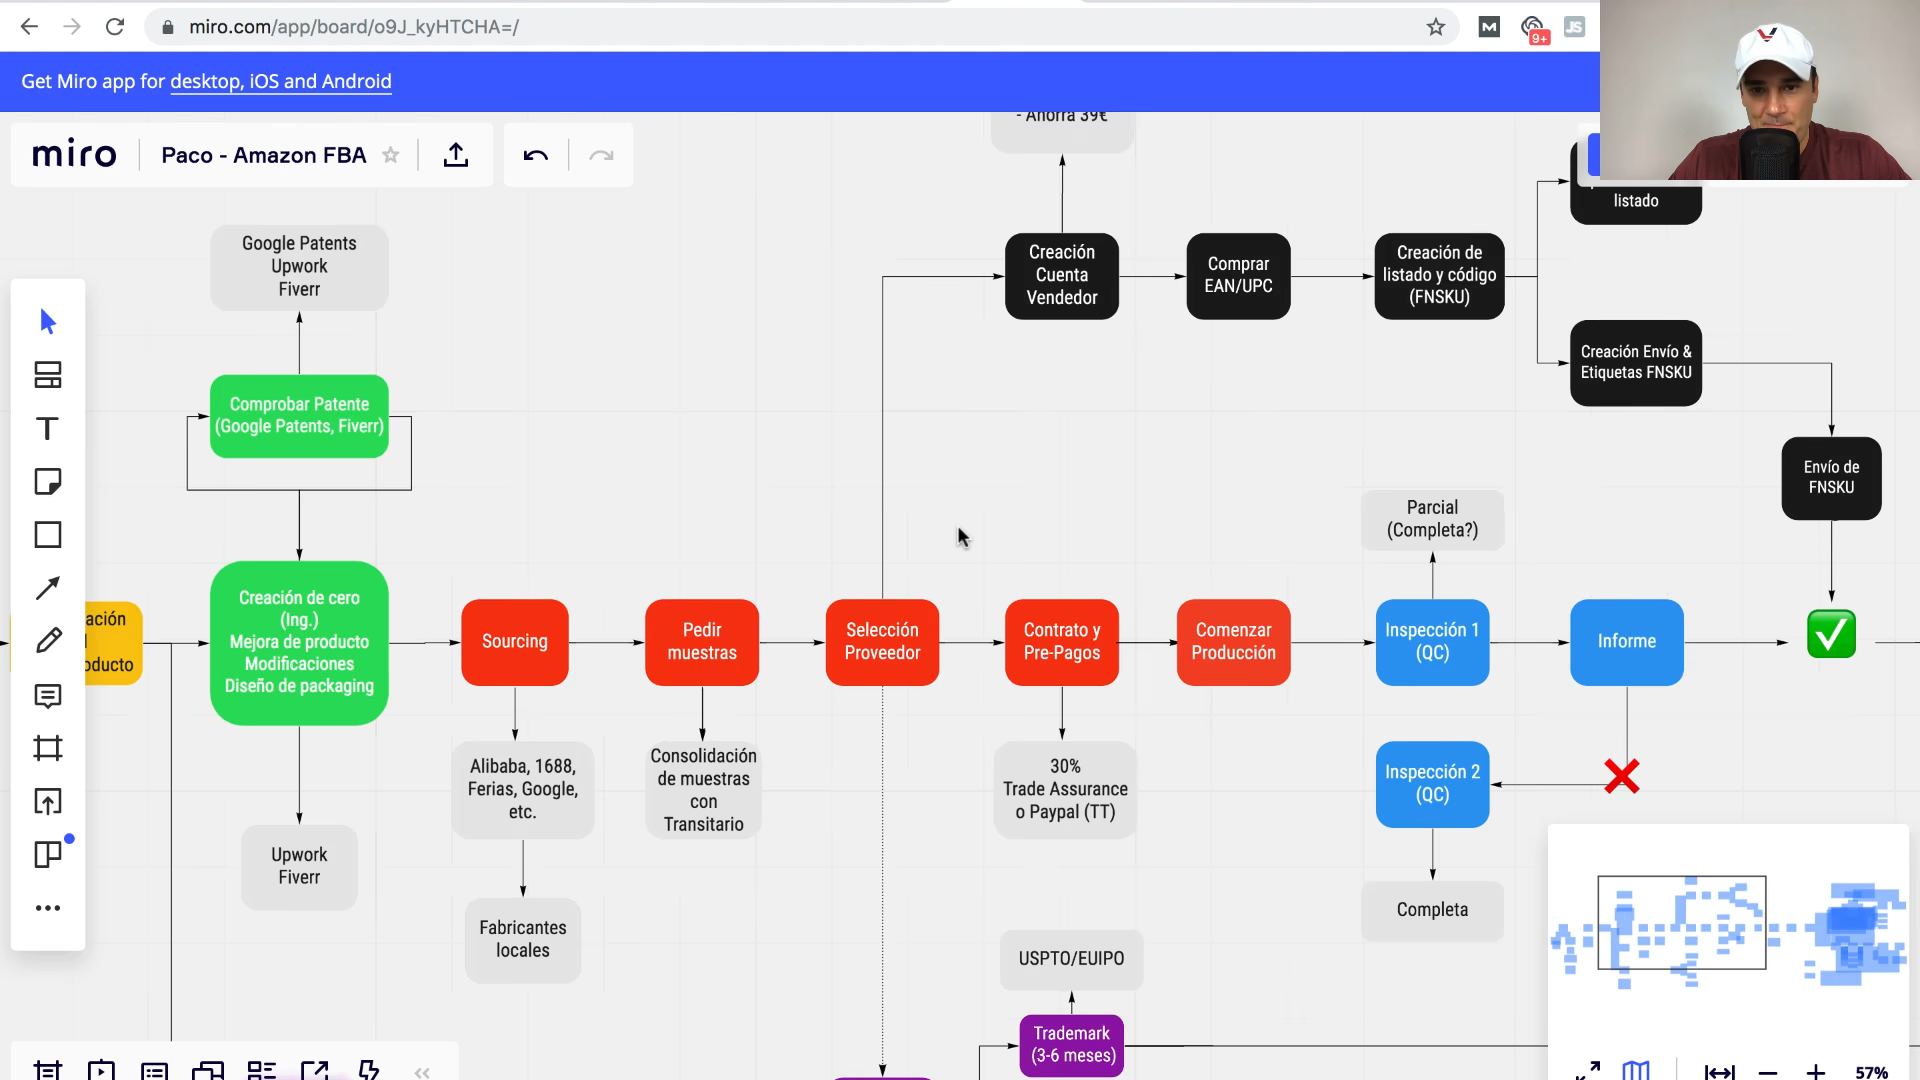 miro.com/app/board/o9J_kyHTCHA=/
9+
JS
Get Miro app for desktop, iOS and Android
miro
Paco - Amazon FBA
- Ahorra 39€
listado
Google Patents
Upwork
Fiverr
Creación
Cuenta
Vendedor
Comprar
EAN/UPC
Creación de
listado y código
(FNSKU)
Creación Envío &
Etiquetas FNSKU
Comprobar Patente
(Google Patents, Fiverr)
Envío de
FNSKU
Parcial
(Completa?)
ación
oducto
Creación de cero
(Ing.)
Mejora de producto
Modificaciones
Diseño de packaging
Sourcing
Pedir
muestras
Selección
Proveedor
Contrato y
Pre-Pagos
Comenzar
Producción
Inspección 1
(QC)
Informe
Alibaba, 1688,
Ferias, Google,
etc.
Consolidación
de muestras
con
Transitario
30%
Trade Assurance
o Paypal (TT)
Inspección 2
(QC)
Upwork
Fiverr
Fabricantes
locales
Completa
USPTO/EUIPO
Trademark
(3-6 meses)
57%